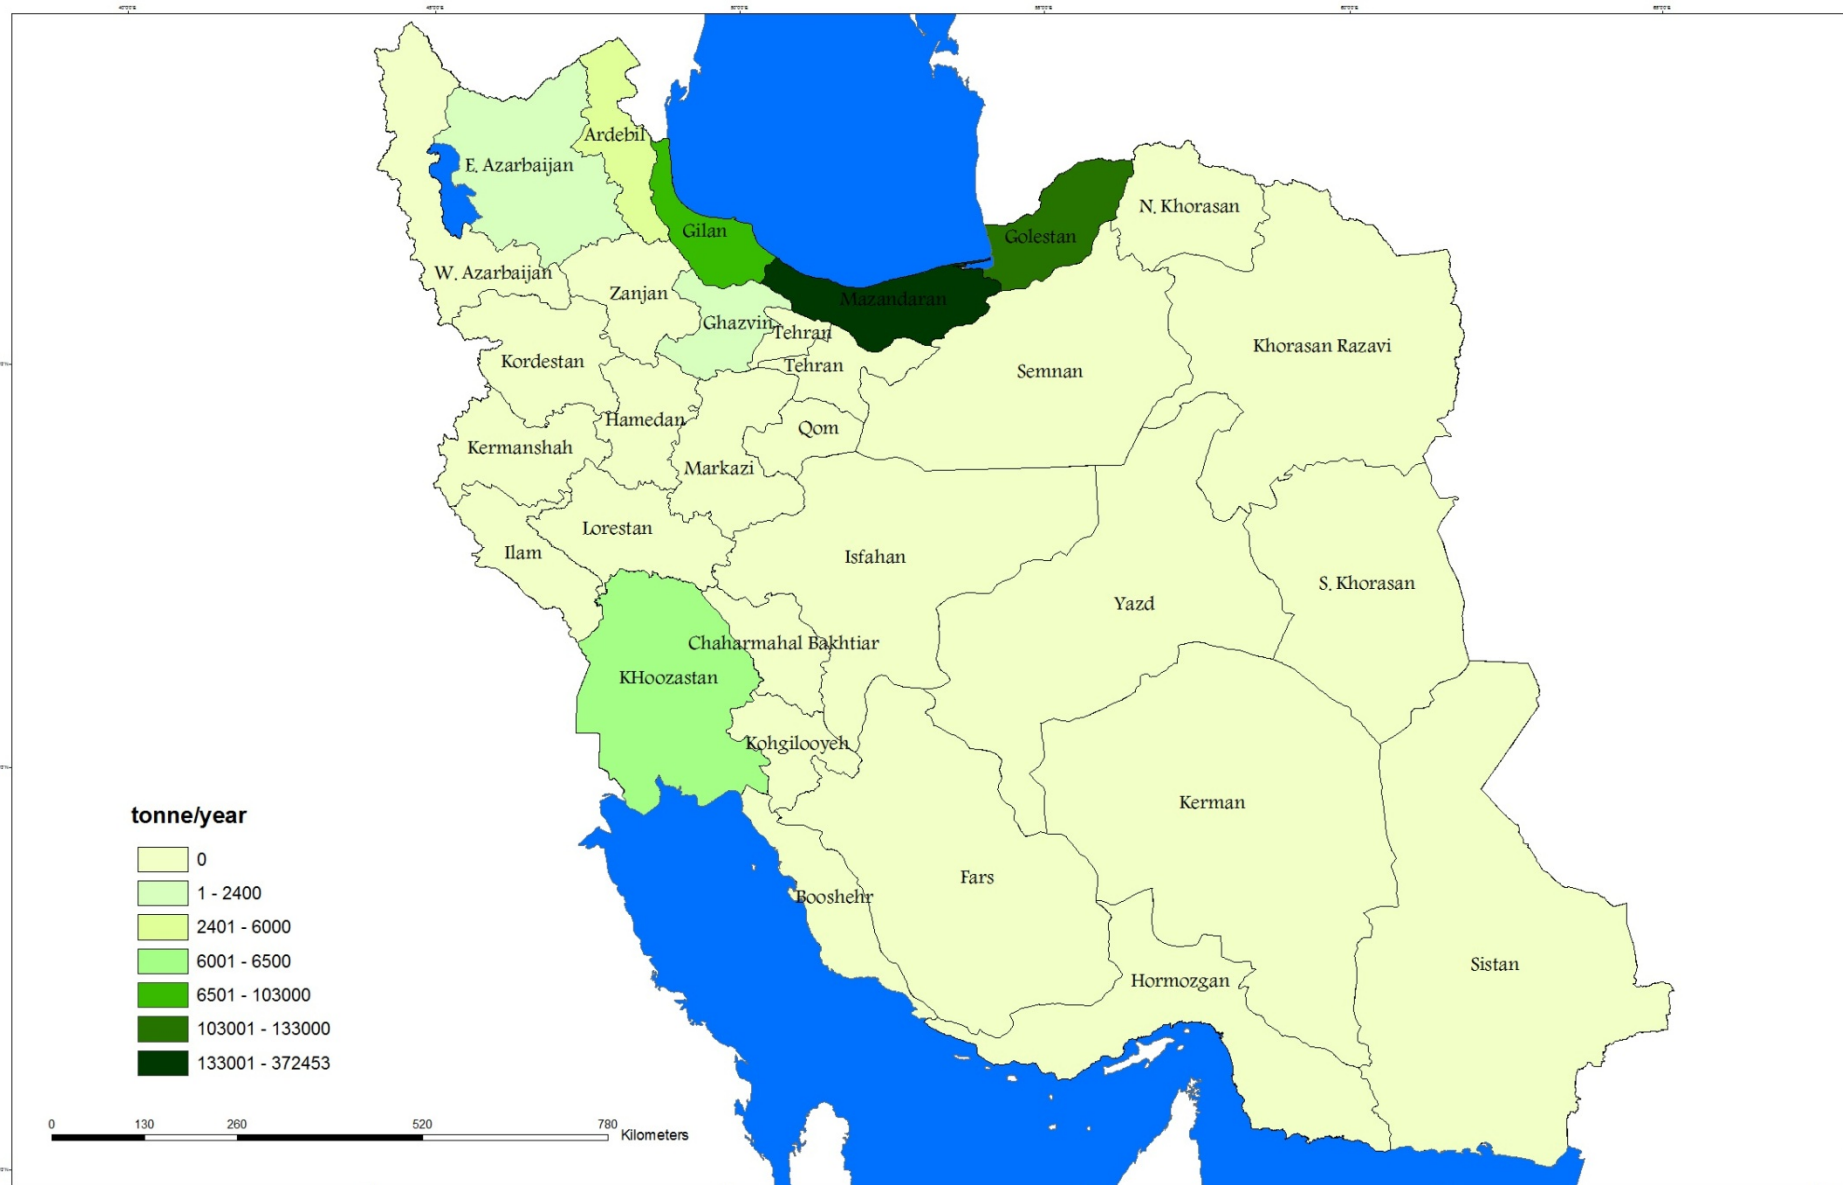 Ardebil
E. Azarbaijan
N. Khorasan
Gilan
Golestan
W. Azarbaijan
Zanjan
Mazandaran
Ghazvin
Tehran
Khorasan Razavi
Kordestan
Tehran
Semnan
Hamedan
Qom
Kermanshah
Markazi
Lorestan
Ilam
Isfahan
S. Khorasan
Yazd
Chaharmahal Bakhtiar
KHoozastan
Kohgilooyeh
Kerman
Fars
Booshehr
Sistan
Hormozgan
tonne/year
0
1 - 2400
2401 - 6000
6001 - 6500
6501 - 103000
103001 - 133000
133001 - 372453
0 130 260 520 780
Kilometers